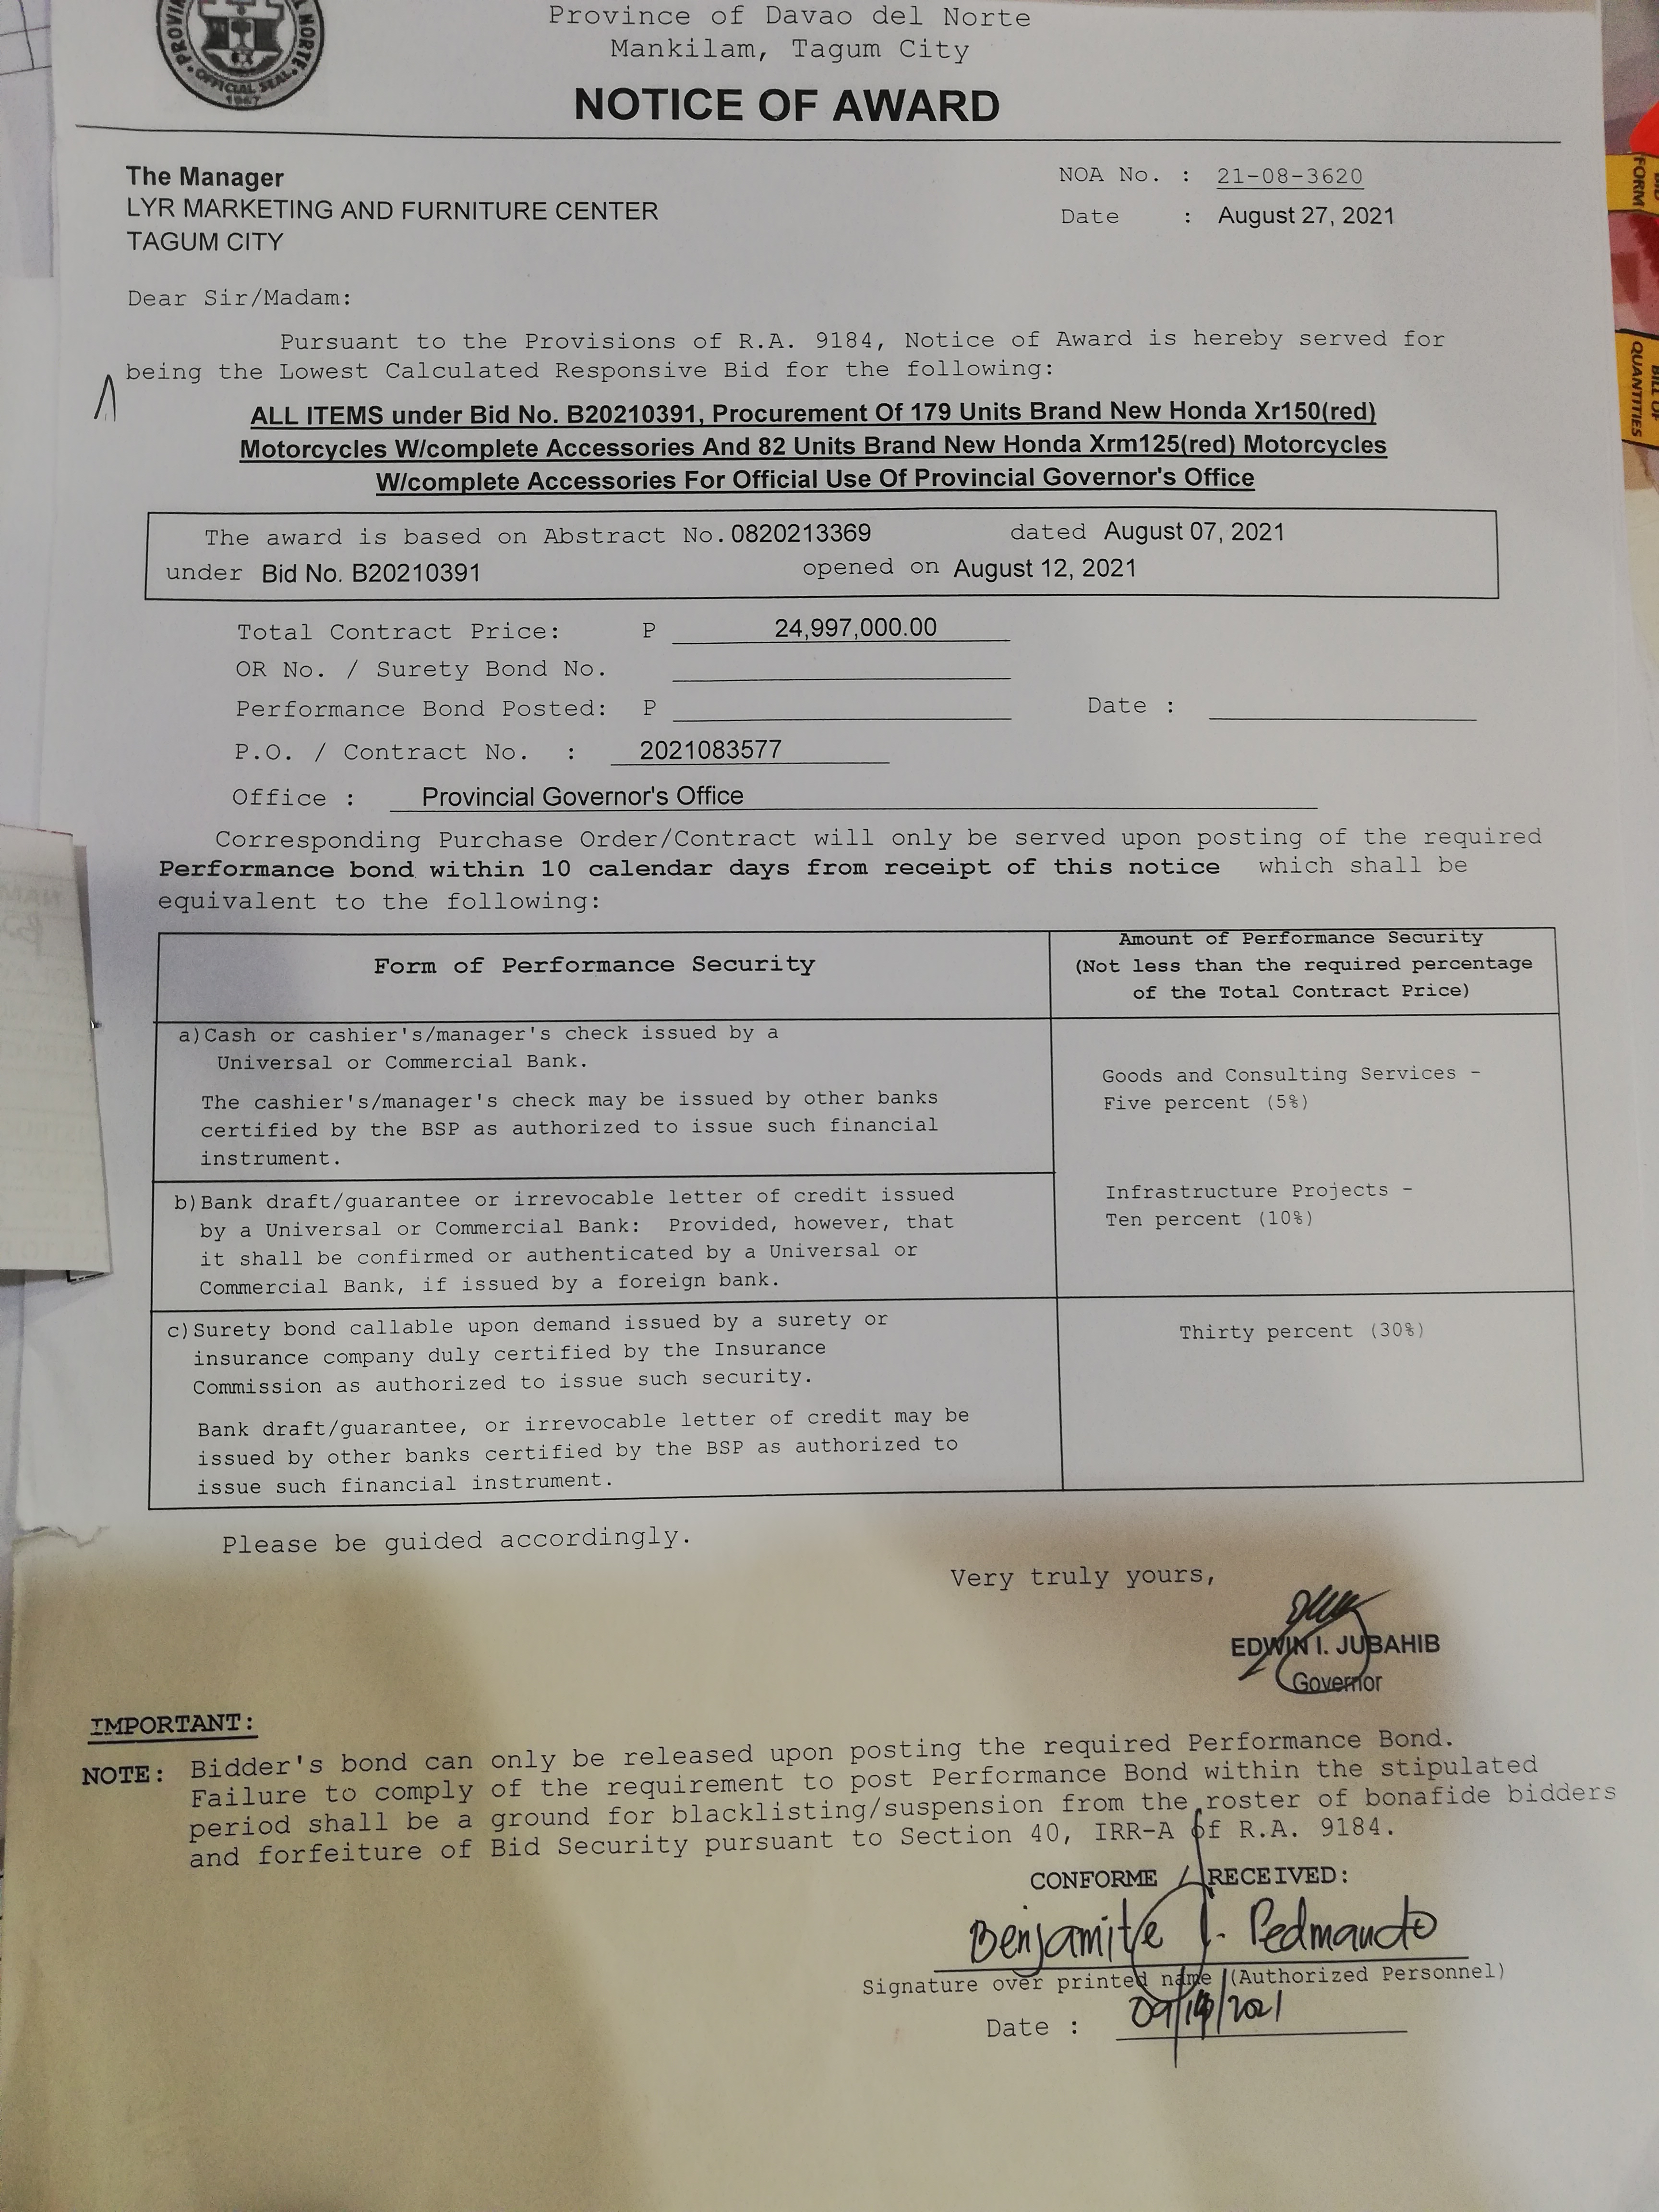 PROVI NORTE
OFFICIAL SEAL
1967
Province of Davao del Norte
Mankilam, Tagum City
NOTICE OF AWARD
The Manager
LYR MARKETING AND FURNITURE CENTER
TAGUM CITY
NOA No. : 21-08-3620
Date : August 27, 2021
Dear Sir/Madam:
Pursuant to the Provisions of R.A. 9184, Notice of Award is hereby served for
being the Lowest Calculated Responsive Bid for the following:
ALL ITEMS under Bid No. B20210391, Procurement Of 179 Units Brand New Honda Xr150(red)
Motorcycles W/complete Accessories And 82 Units Brand New Honda Xrm125(red) Motorcycles
W/complete Accessories For Official Use Of Provincial Governor's Office
The award is based on Abstract No. 0820213369 dated August 07, 2021
under Bid No. B20210391 opened on August 12, 2021
Total Contract Price: P 24,997,000.00
OR No. / Surety Bond No.
Performance Bond Posted: P Date :
P.O. / Contract No. : 2021083577
Office : Provincial Governor's Office
Corresponding Purchase Order/Contract will only be served upon posting of the required
Performance bond within 10 calendar days from receipt of this notice which shall be
equivalent to the following:
Form of Performance Security
Amount of Performance Security
(Not less than the required percentage
of the Total Contract Price)
a) Cash or cashier's/manager's check issued by a
Universal or Commercial Bank.
The cashier's/manager's check may be issued by other banks
certified by the BSP as authorized to issue such financial
instrument.
Goods and Consulting Services -
Five percent (5%)
b) Bank draft/guarantee or irrevocable letter of credit issued
by a Universal or Commercial Bank: Provided, however, that
it shall be confirmed or authenticated by a Universal or
Commercial Bank, if issued by a foreign bank.
Infrastructure Projects -
Ten percent (10%)
c) Surety bond callable upon demand issued by a surety or
insurance company duly certified by the Insurance
Commission as authorized to issue such security.
Bank draft/guarantee, or irrevocable letter of credit may be
issued by other banks certified by the BSP as authorized to
issue such financial instrument.
Thirty percent (30%)
Please be guided accordingly.
Very truly yours,
EDWIN I. JUBAHIB
Governor
IMPORTANT:
NOTE: Bidder's bond can only be released upon posting the required Performance Bond.
Failure to comply of the requirement to post Performance Bond within the stipulated
period shall be a ground for blacklisting/suspension from the roster of bonafide bidders
and forfeiture of Bid Security pursuant to Section 40, IRR-A of R.A. 9184.
CONFORME / RECEIVED:
Signature over printed name (Authorized Personnel)
Date :
FORM
BILL OF
QUANTITIES